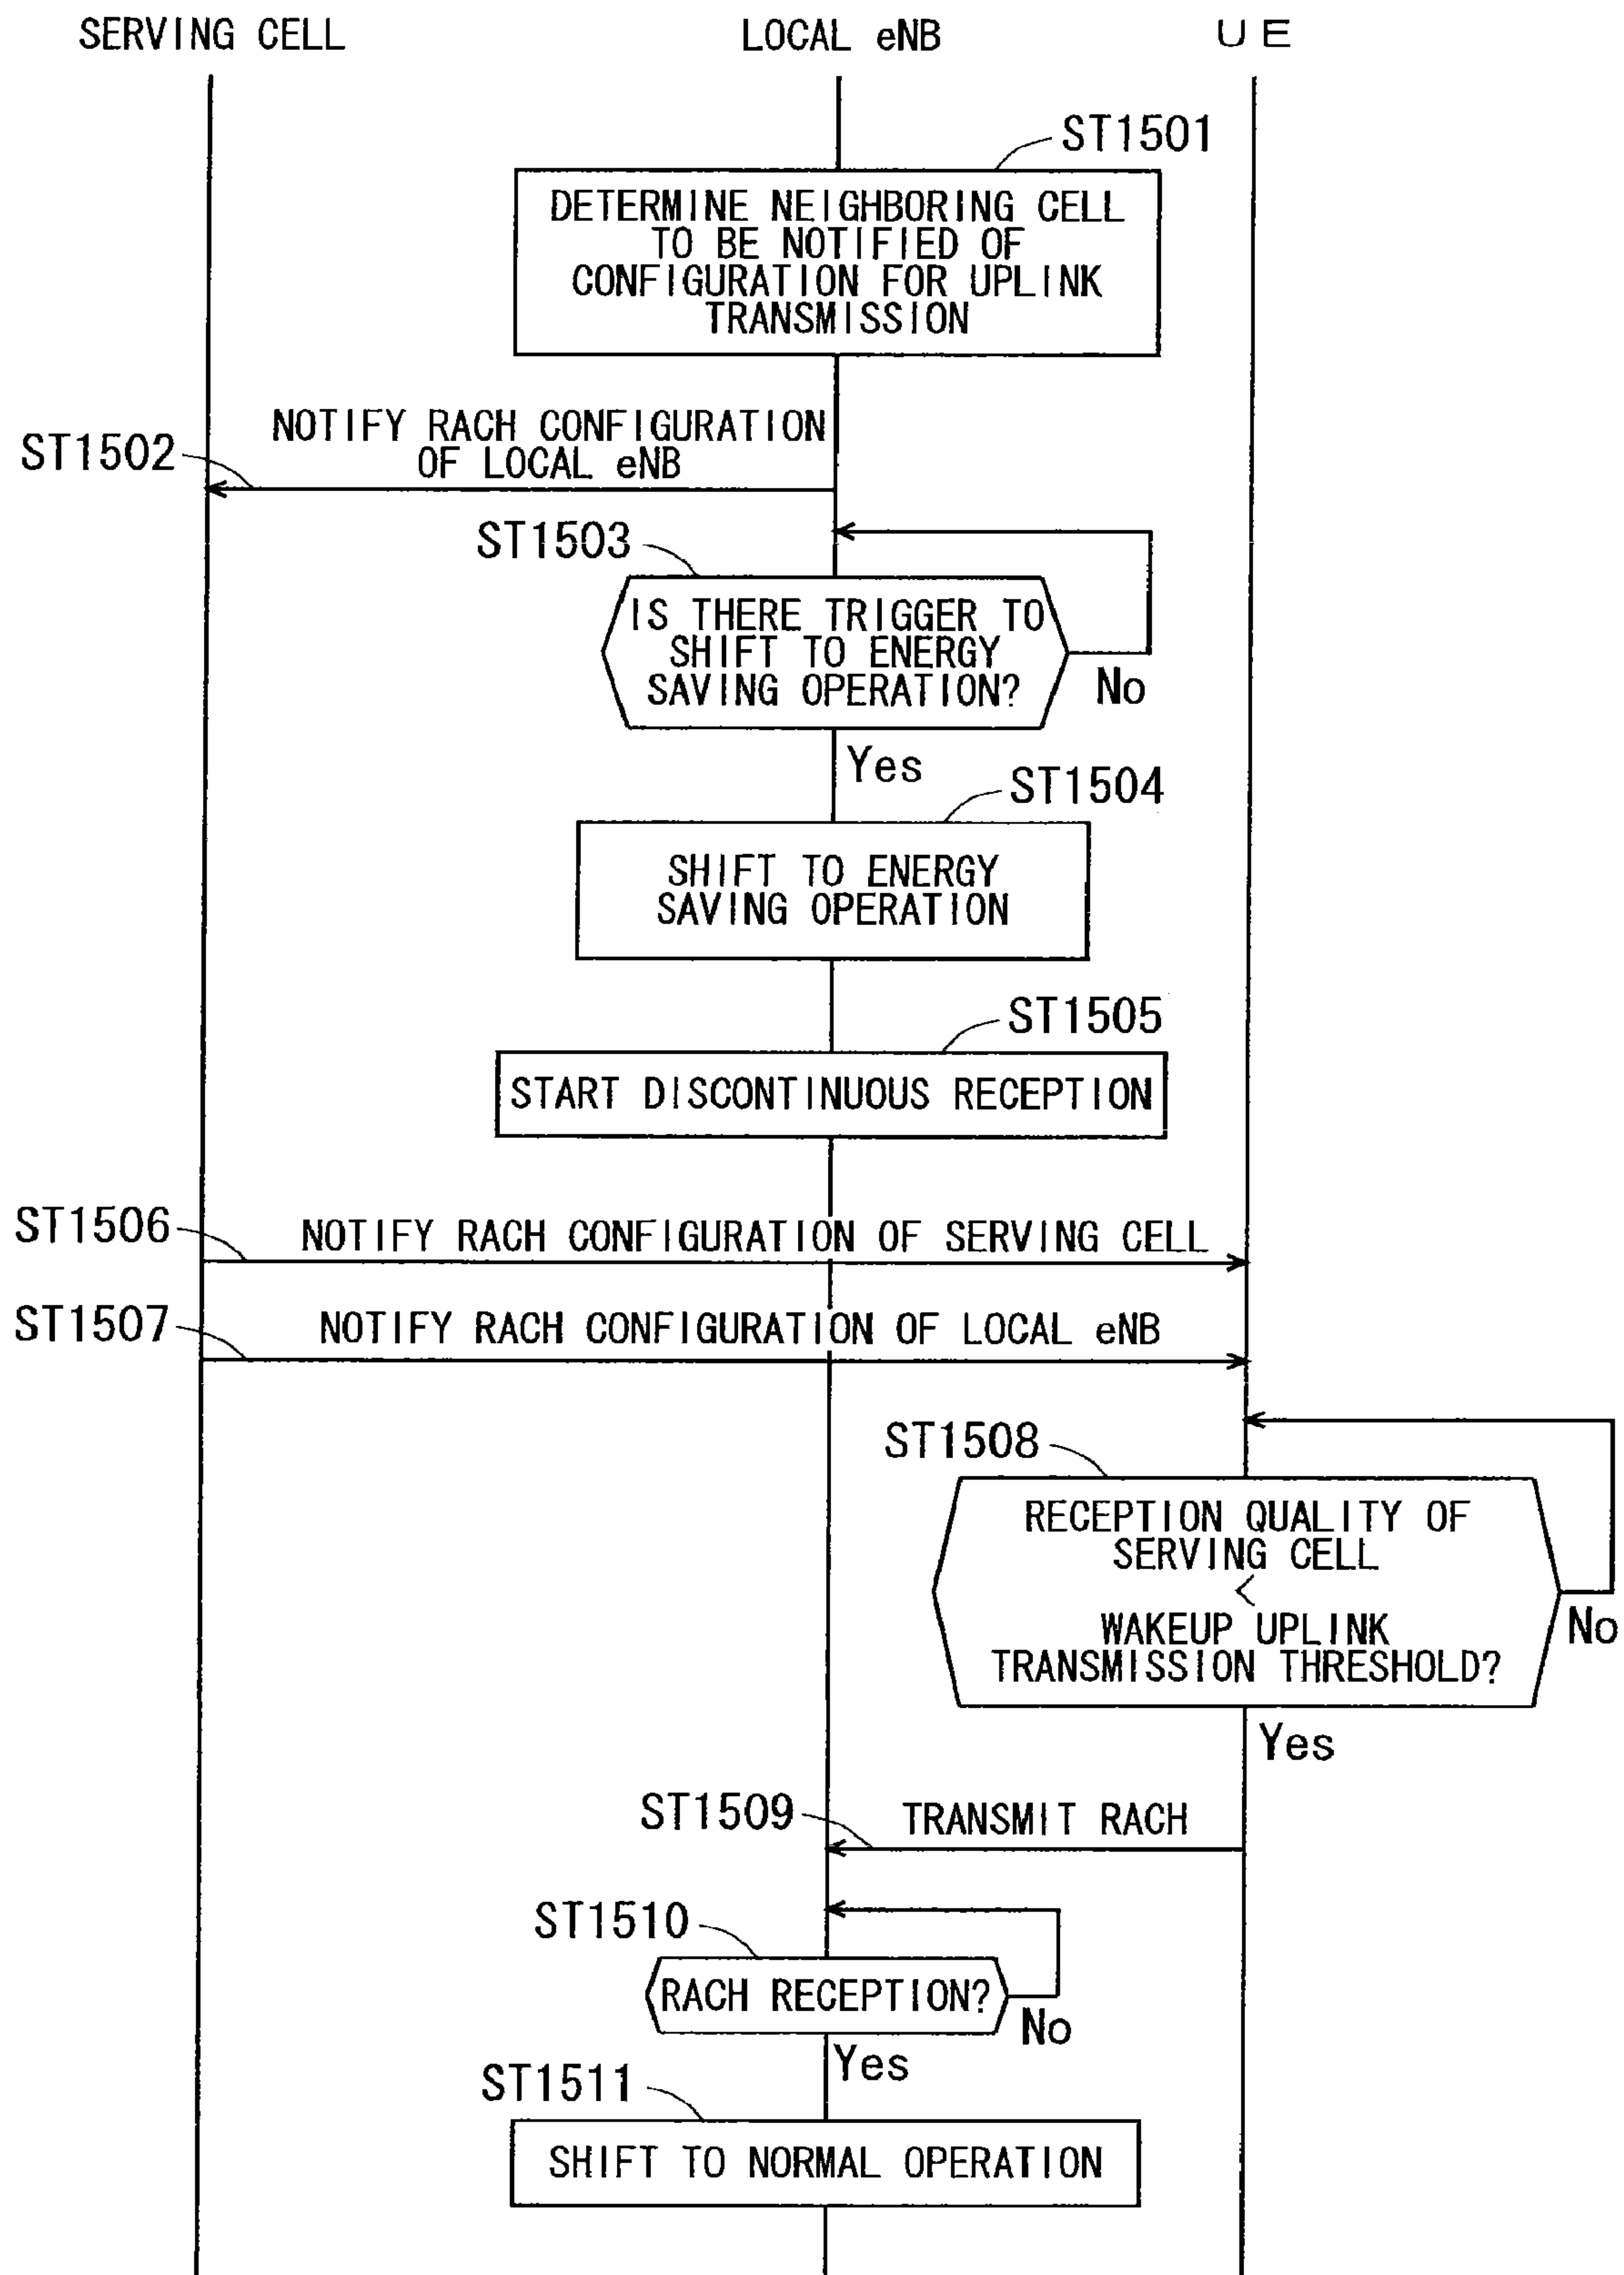 SERVING CELL
LOCAL eNB
UE
ST1501
DETERMINE NEIGHBORING CELL
TO BE NOTIFIED OF
CONFIGURATION FOR UPLINK
TRANSMISSION
NOTIFY RACH CONFIGURATION
OF LOCAL eNB
ST1502
ST1503
IS THERE TRIGGER TO
SHIFT TO ENERGY
SAVING OPERATION?
No
Yes
ST1504
SHIFT TO ENERGY
SAVING OPERATION
ST1505
START DISCONTINUOUS RECEPTION
ST1506
NOTIFY RACH CONFIGURATION OF SERVING CELL
ST1507
NOTIFY RACH CONFIGURATION OF LOCAL eNB
ST1508
RECEPTION QUALITY OF
SERVING CELL
<
WAKEUP UPLINK
TRANSMISSION THRESHOLD?
No
Yes
ST1509
TRANSMIT RACH
ST1510
RACH RECEPTION?
No
Yes
ST1511
SHIFT TO NORMAL OPERATION